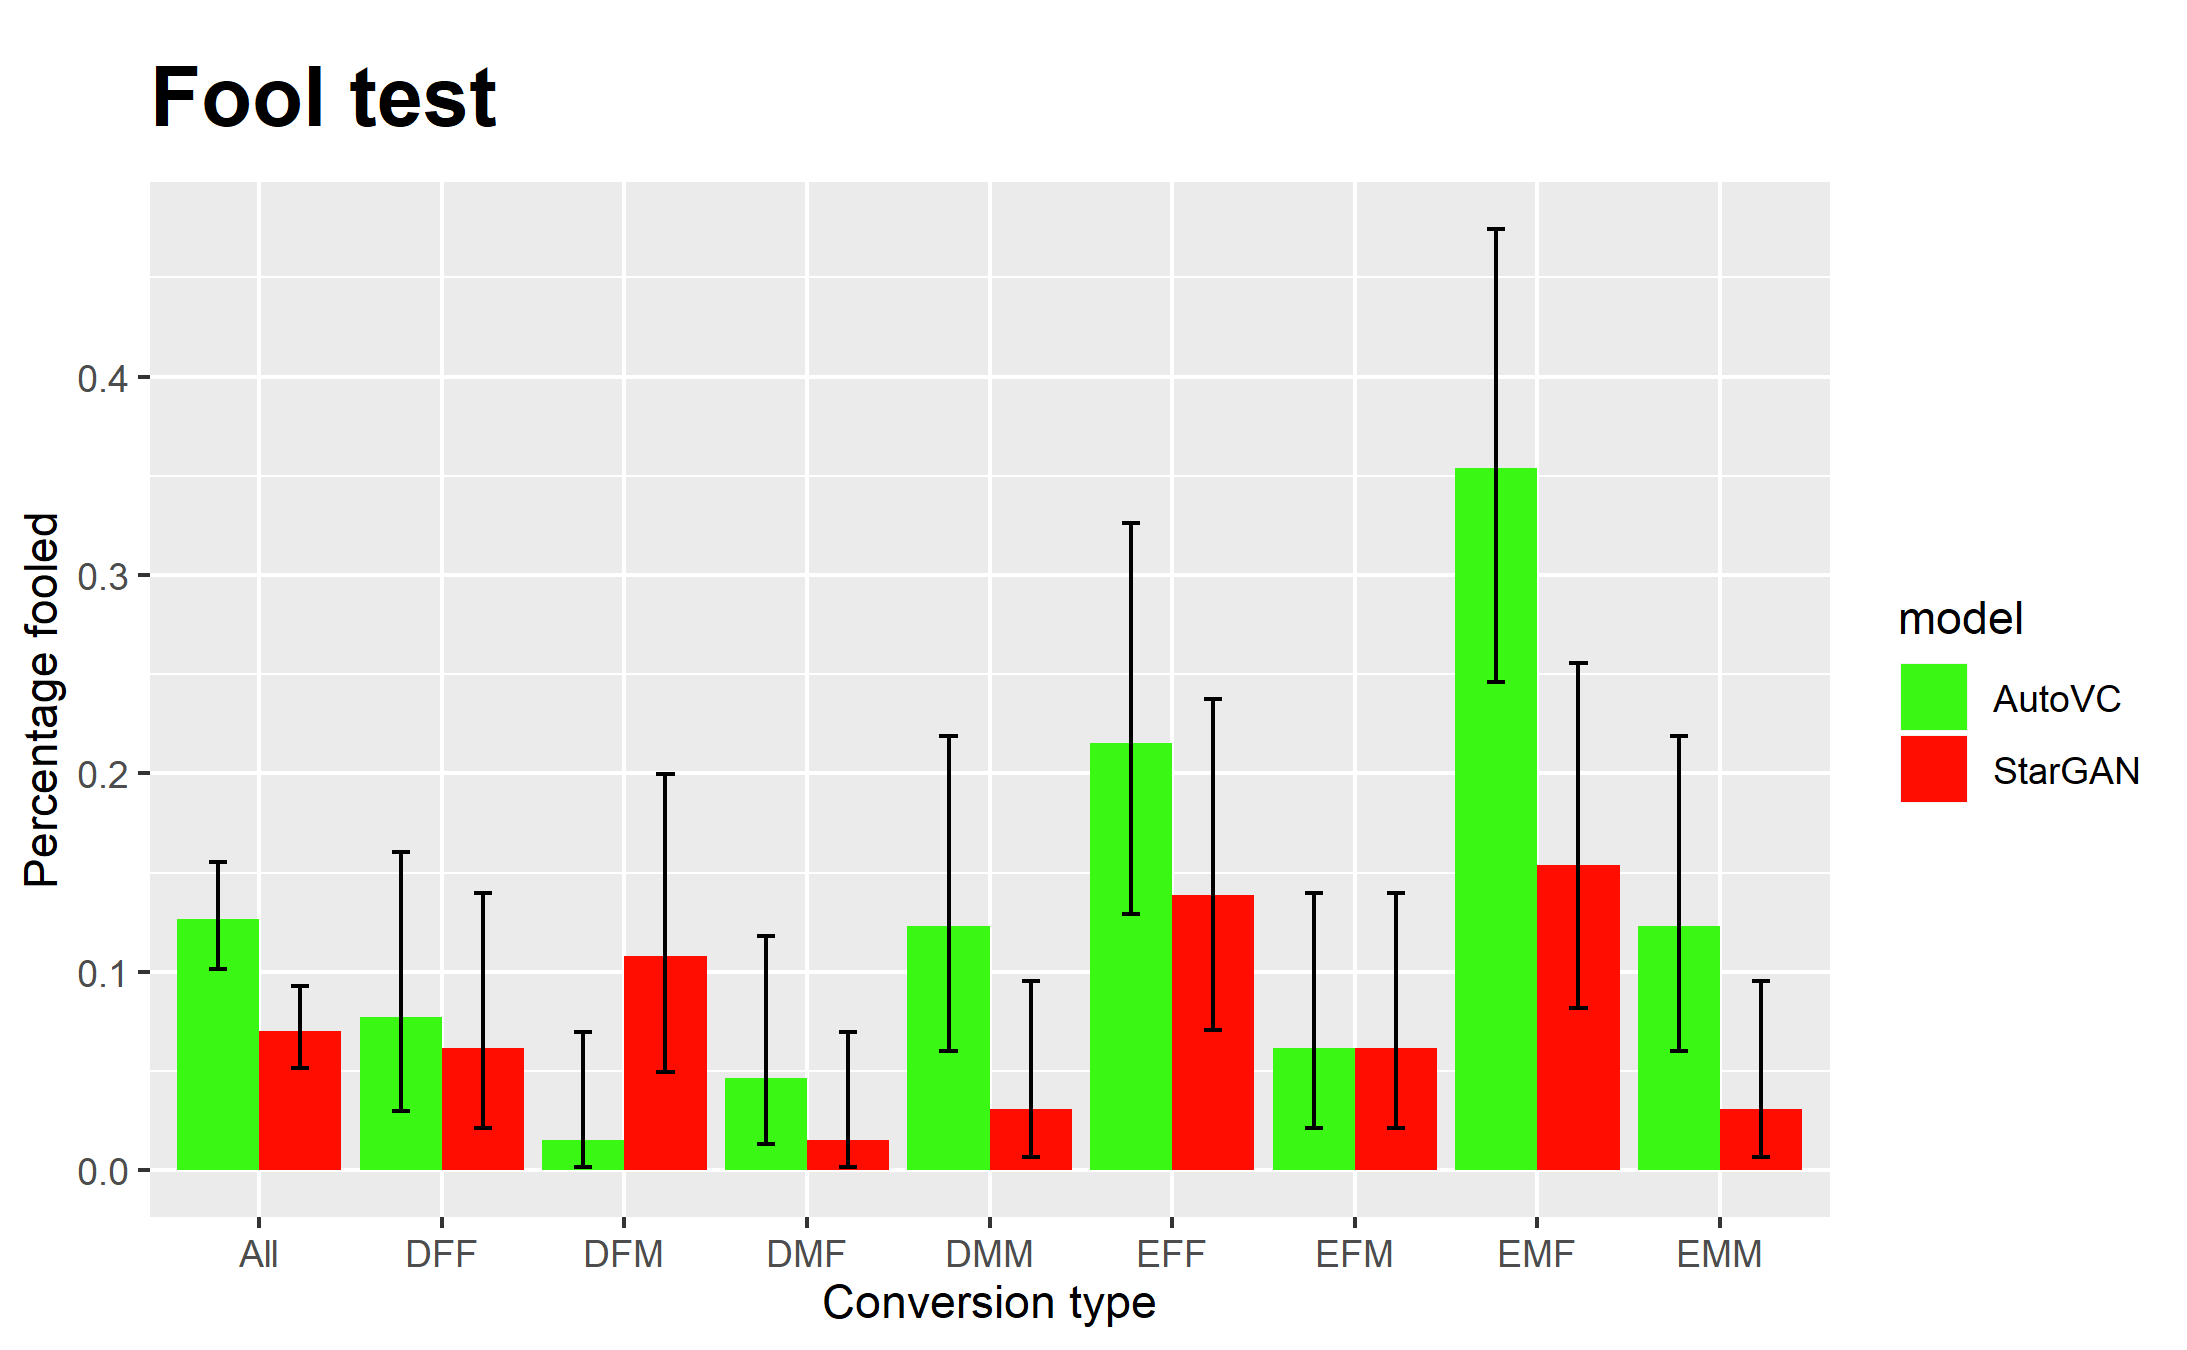 Fool test
Percentage fooled
0.4
0.3
0.2
0.1
0.0
All DFF DFM DMF DMM EFF EFM EMF EMM
Conversion type
model
AutoVC
StarGAN